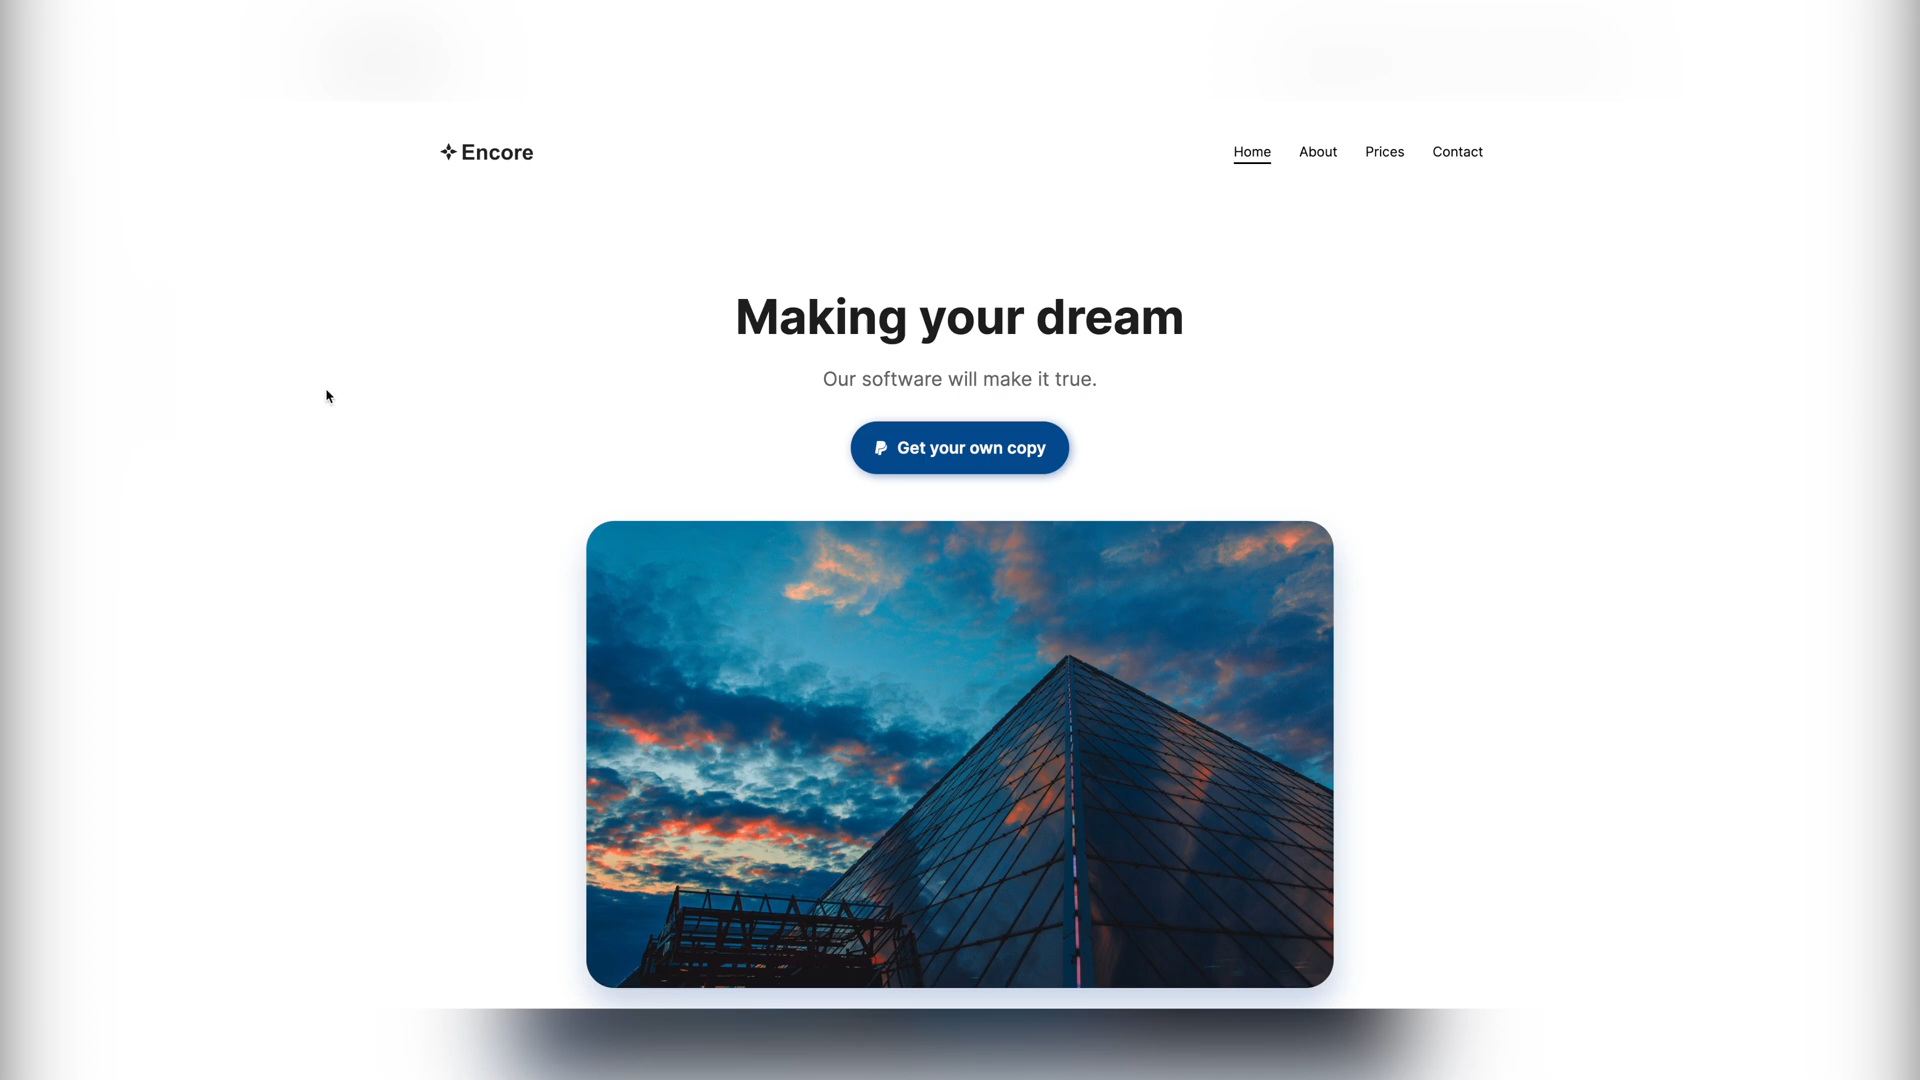 Encore
Home About Prices Contact
Making your dream
Our software will make it true.
Get your own copy